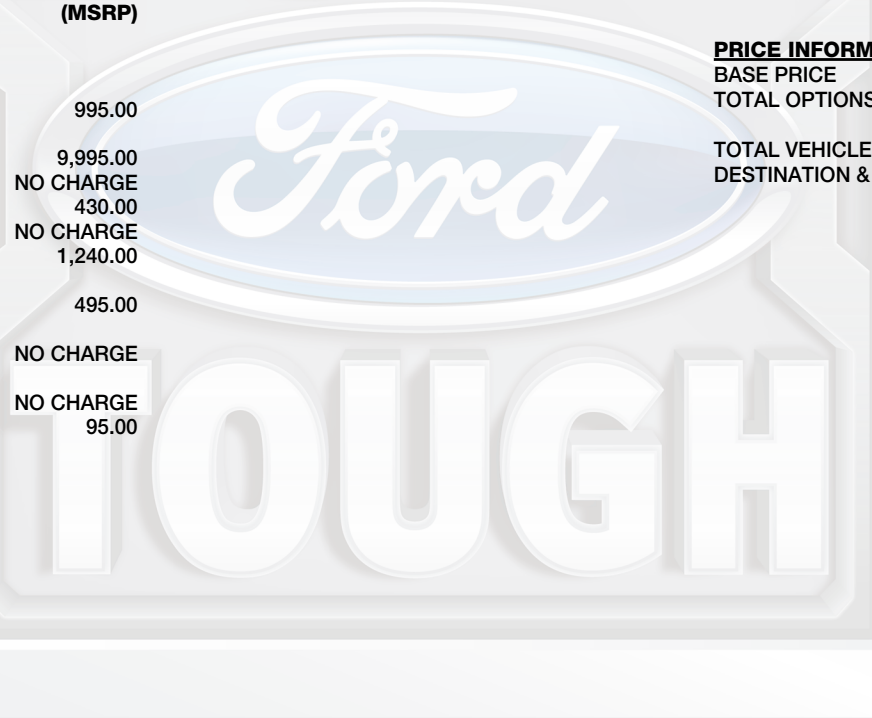 (MSRP)
995.00
9,995.00
NO CHARGE
430.00
NO CHARGE
1,240.00
495.00
NO CHARGE
NO CHARGE
95.00
PRICE INFORM
BASE PRICE
TOTAL OPTIONS
TOTAL VEHICLE
DESTINATION &
Ford
TOUGH